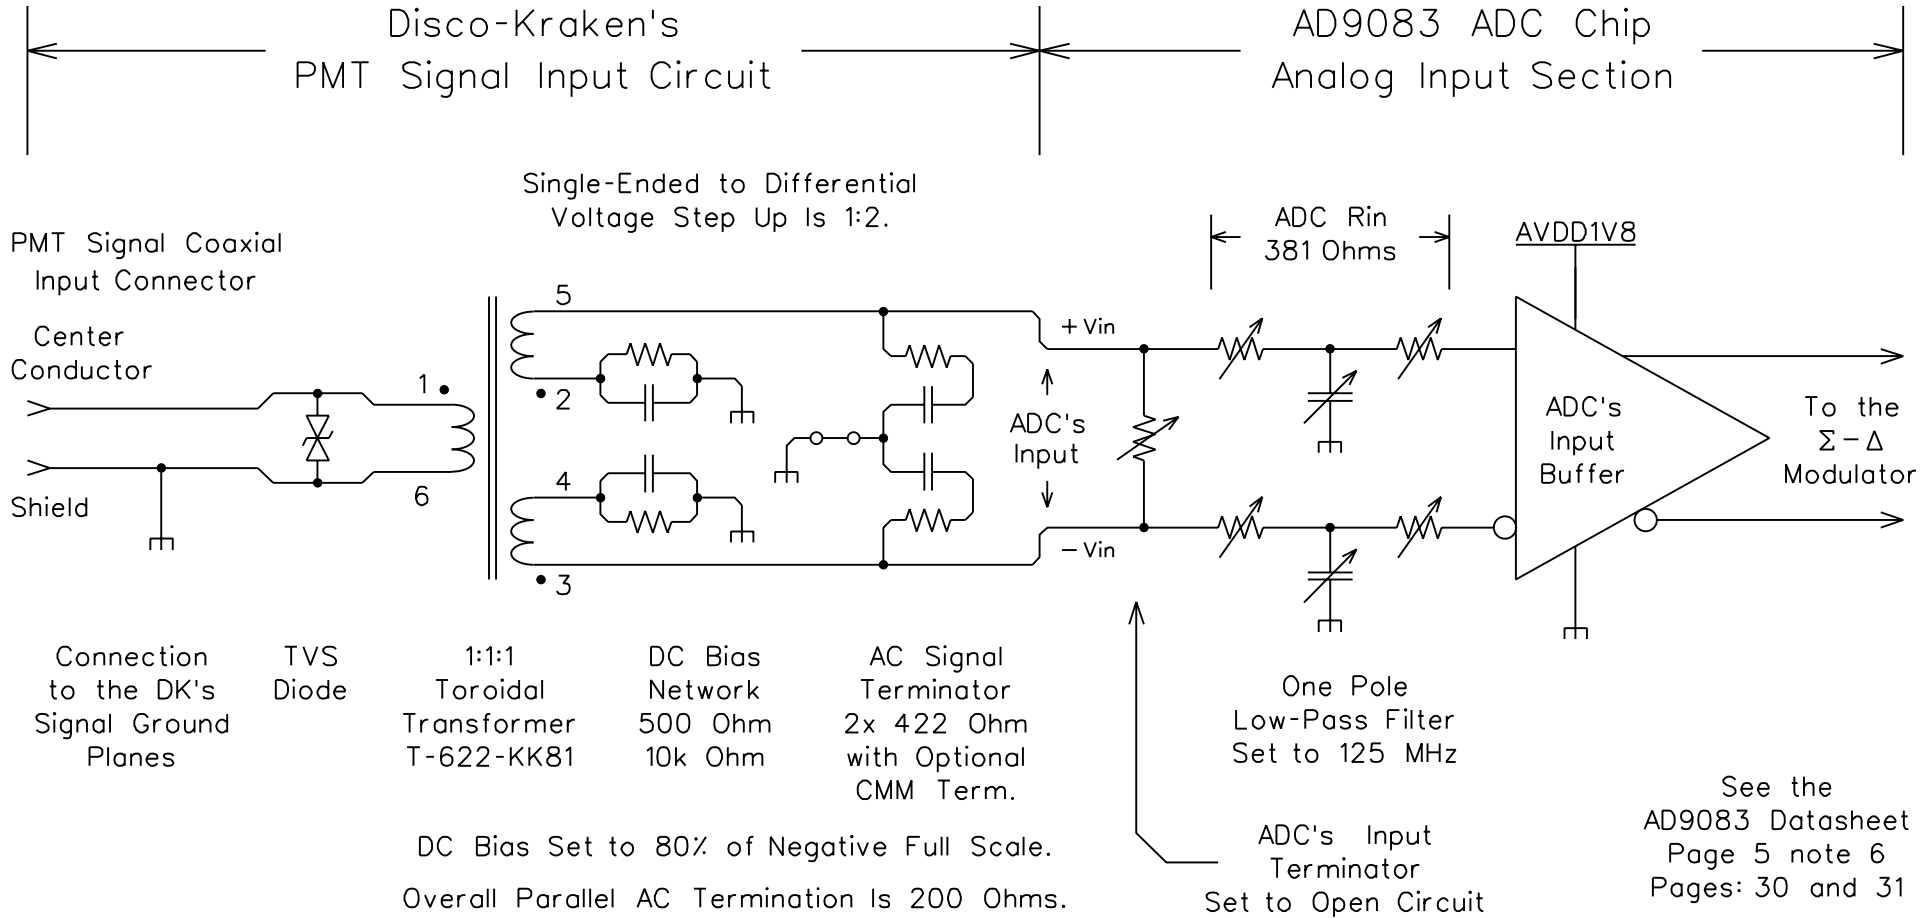 Disco-Kraken's
PMT Signal Input Circuit
AD9083 ADC Chip
Analog Input Section
Single-Ended to Differential
Voltage Step Up Is 1:2.
PMT Signal Coaxial
Input Connector
Center
Conductor
Shield
1
6
5
2
4
3
ADC's
Input
+Vin
-Vin
ADC Rin
381 Ohms
AVDD1V8
ADC's
Input
Buffer
To the
Σ-Δ
Modulator
Connection
to the DK's
Signal Ground
Planes
TVS
Diode
1:1:1
Toroidal
Transformer
T-622-KK81
DC Bias
Network
500 Ohm
10k Ohm
AC Signal
Terminator
2x 422 Ohm
with Optional
CMM Term.
One Pole
Low-Pass Filter
Set to 125 MHz
DC Bias Set to 80% of Negative Full Scale.
Overall Parallel AC Termination Is 200 Ohms.
ADC's Input
Terminator
Set to Open Circuit
See the
AD9083 Datasheet
Page 5 note 6
Pages: 30 and 31